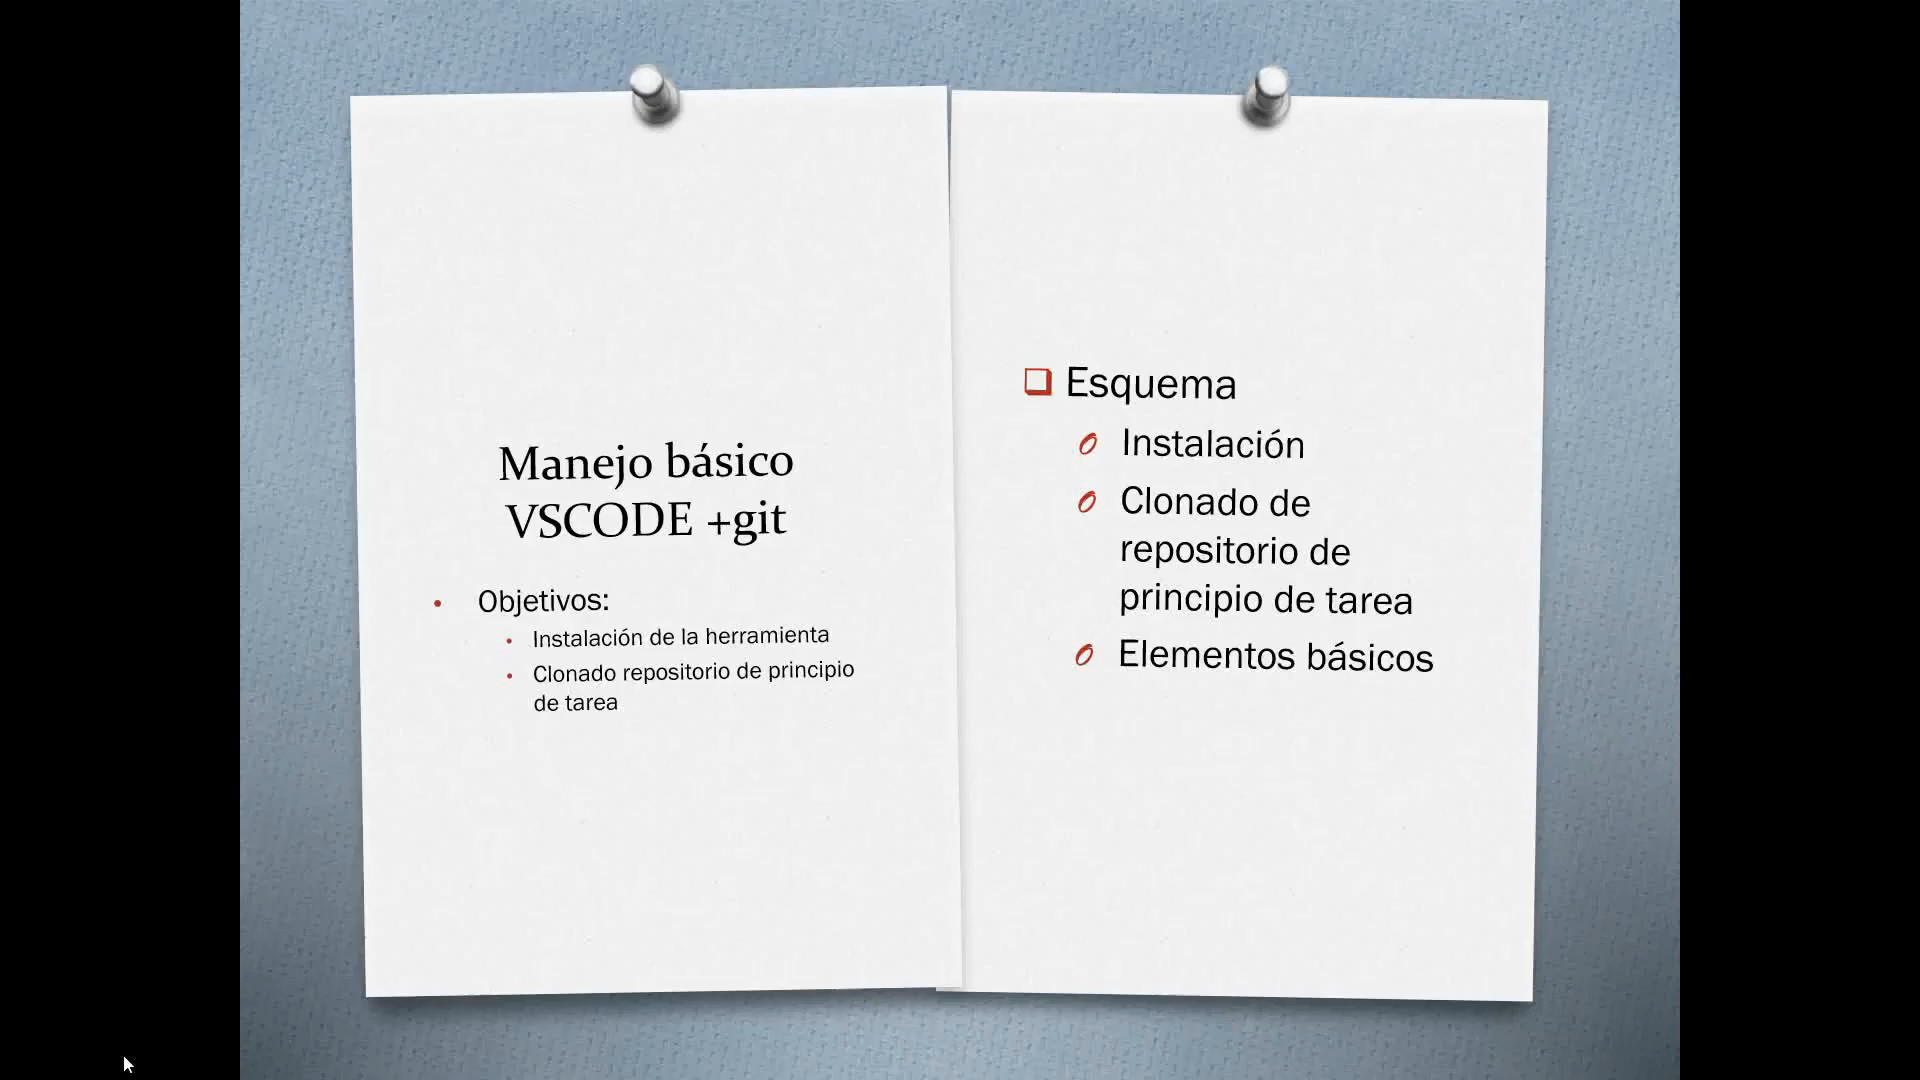 Manejo básico
VSCODE +git
• Objetivos:
• Instalación de la herramienta
• Clonado repositorio de principio
de tarea
Esquema
Instalación
Clonado de
repositorio de
principio de tarea
Elementos básicos